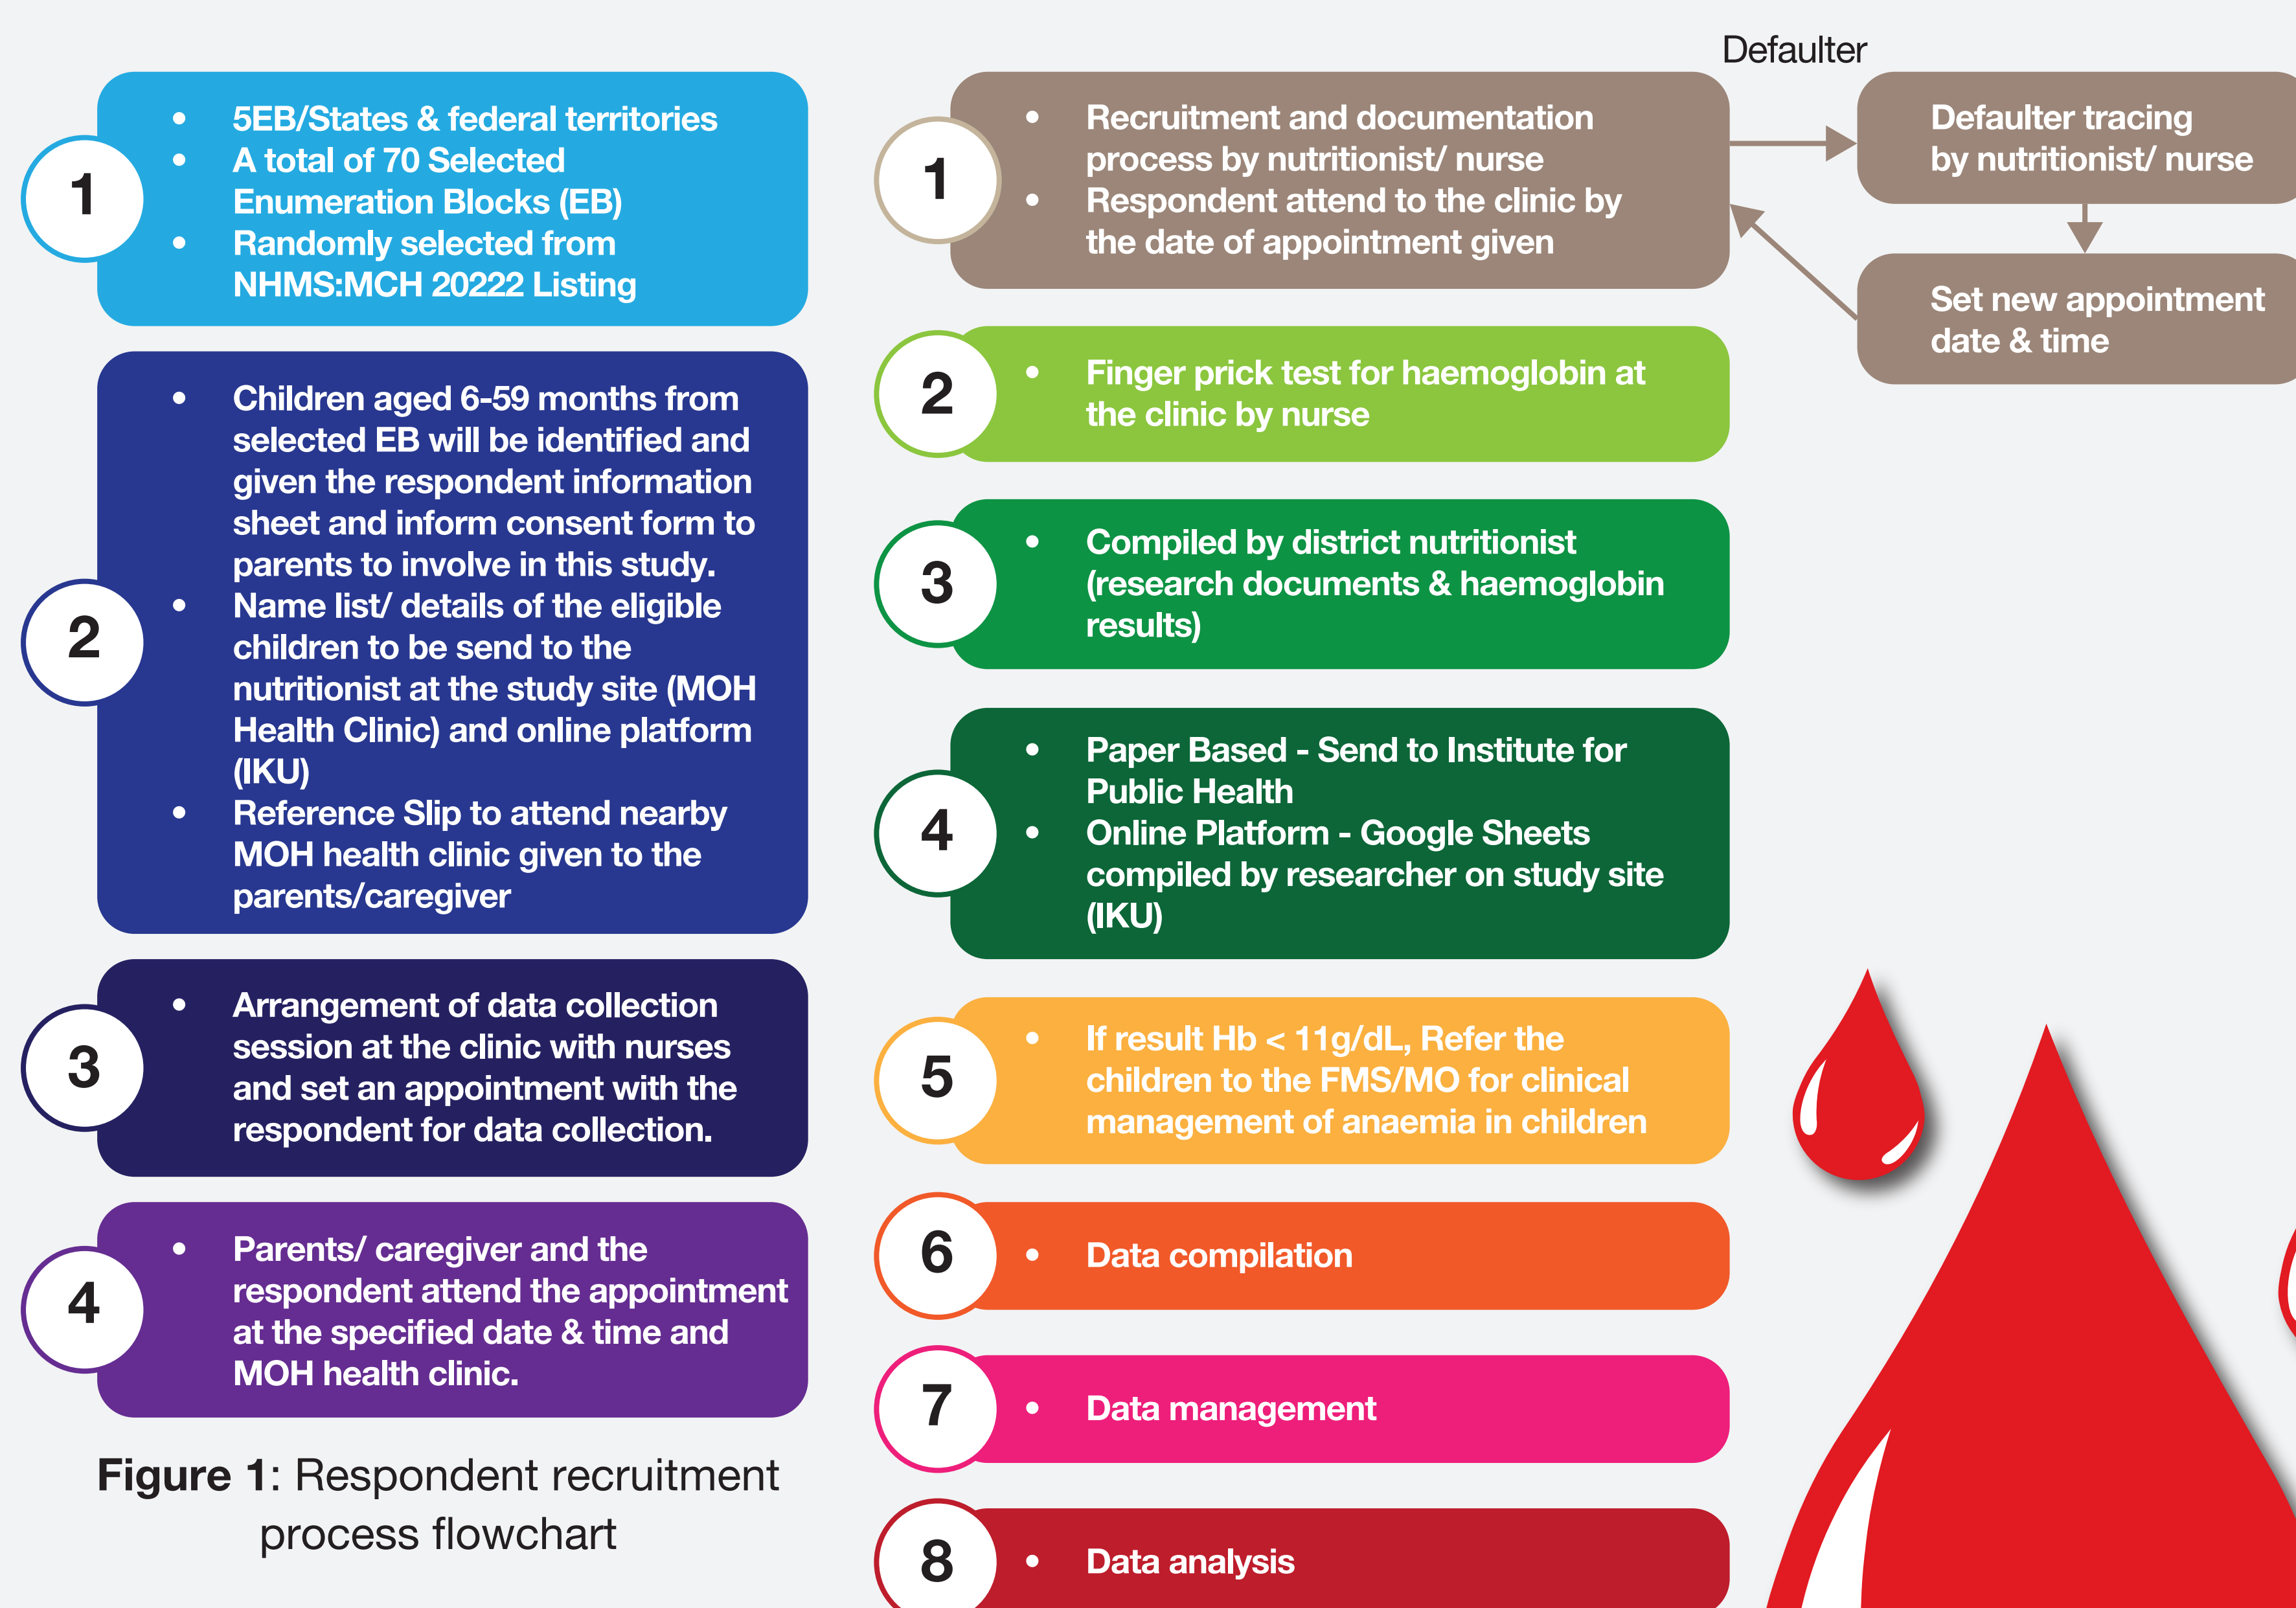 1
• 5EB/States & federal territories
• A total of 70 Selected
Enumeration Blocks (EB)
• Randomly selected from
NHMS:MCH 20222 Listing
2
• Children aged 6-59 months from
selected EB will be identified and
given the respondent information
sheet and inform consent form to
parents to involve in this study.
• Name list/ details of the eligible
children to be send to the
nutritionist at the study site (MOH
Health Clinic) and online platform
(IKU)
• Reference Slip to attend nearby
MOH health clinic given to the
parents/caregiver
3
• Arrangement of data collection
session at the clinic with nurses
and set an appointment with the
respondent for data collection.
4
• Parents/ caregiver and the
respondent attend the appointment
at the specified date & time and
MOH health clinic.
Figure 1: Respondent recruitment
process flowchart
1
• Recruitment and documentation
process by nutritionist/ nurse
• Respondent attend to the clinic by
the date of appointment given
Defaulter
Defaulter tracing
by nutritionist/ nurse
Set new appointment
date & time
2
• Finger prick test for haemoglobin at
the clinic by nurse
3
• Compiled by district nutritionist
(research documents & haemoglobin
results)
4
• Paper Based - Send to Institute for
Public Health
• Online Platform - Google Sheets
compiled by researcher on study site
(IKU)
5
• If result Hb < 11g/dL, Refer the
children to the FMS/MO for clinical
management of anaemia in children
6
• Data compilation
7
• Data management
8
• Data analysis